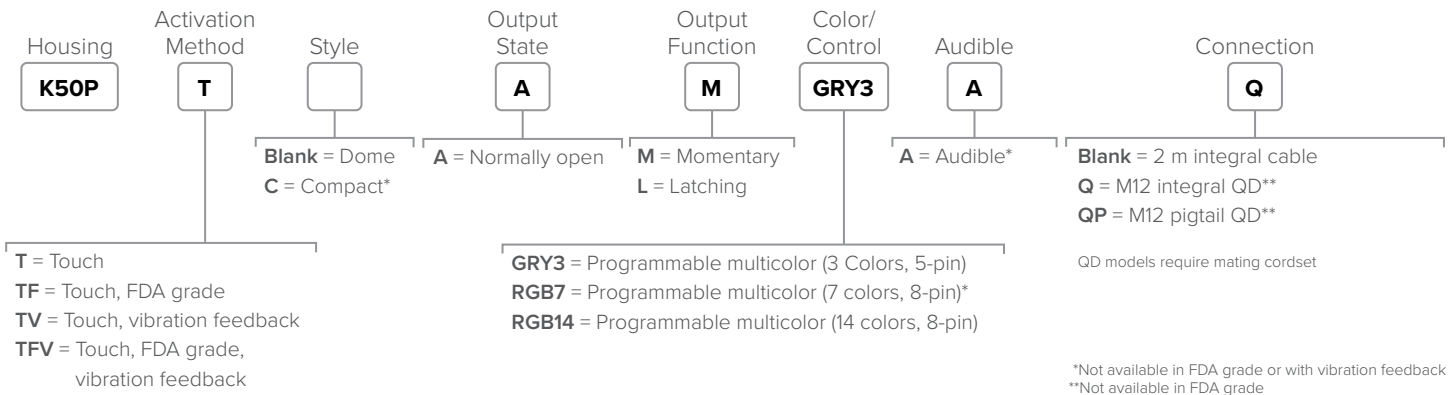 Housing
K50P
Activation
Method
T
Style
Output
State
A
Output
Function
M
Color/
Control
GRY3
Audible
A
Connection
Q
Blank = Dome
C = Compact*
A = Normally open
M = Momentary
L = Latching
A = Audible*
Blank = 2 m integral cable
Q = M12 integral QD**
QP = M12 pigtail QD**
QD models require mating cordset
T = Touch
TF = Touch, FDA grade
TV = Touch, vibration feedback
TFV = Touch, FDA grade,
vibration feedback
GRY3 = Programmable multicolor (3 Colors, 5-pin)
RGB7 = Programmable multicolor (7 colors, 8-pin)*
RGB14 = Programmable multicolor (14 colors, 8-pin)
*Not available in FDA grade or with vibration feedback
**Not available in FDA grade